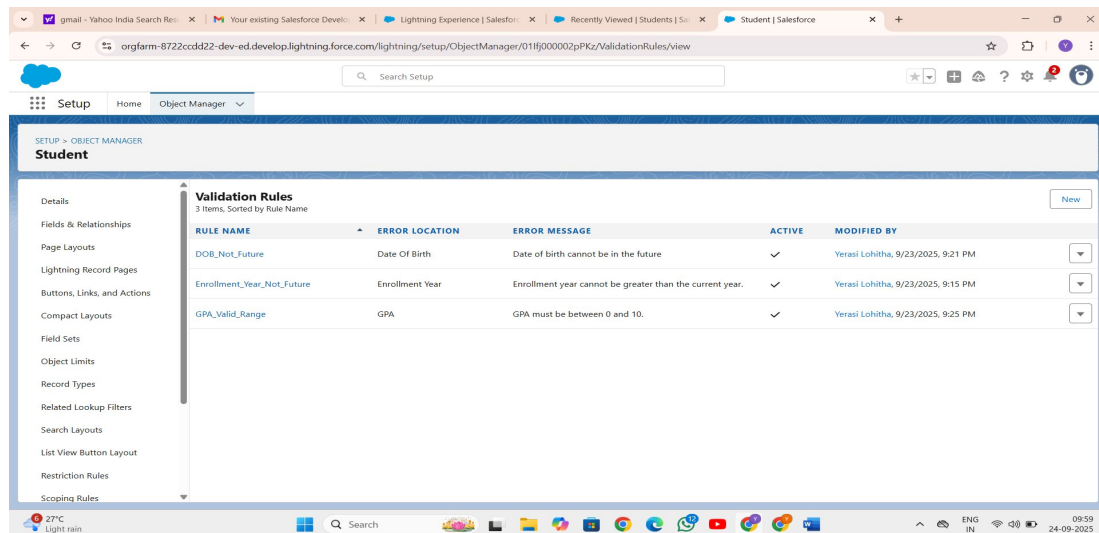 gmail - Yahoo India Search Res
Your existing Salesforce Develo
Lightning Experience | Salesforc
Recently Viewed | Students | Sal
Student | Salesforce
orgfarm-8722ccdd22-dev-ed.develop.lightning.force.com/lightning/setup/ObjectManager/01Ifj000002pPKz/ValidationRules/view
Y
Search Setup
2
Setup
Home
Object Manager
SETUP > OBJECT MANAGER
Student
Details
Fields & Relationships
Page Layouts
Lightning Record Pages
Buttons, Links, and Actions
Compact Layouts
Field Sets
Object Limits
Record Types
Related Lookup Filters
Search Layouts
List View Button Layout
Restriction Rules
Scoping Rules
Validation Rules
3 Items, Sorted by Rule Name
New
RULE NAME ERROR LOCATION ERROR MESSAGE ACTIVE MODIFIED BY
DOB_Not_Future Date Of Birth Date of birth cannot be in the future Yerasi Lohitha, 9/23/2025, 9:21 PM
Enrollment_Year_Not_Future Enrollment Year Enrollment year cannot be greater than the current year. Yerasi Lohitha, 9/23/2025, 9:15 PM
GPA_Valid_Range GPA GPA must be between 0 and 10. Yerasi Lohitha, 9/23/2025, 9:25 PM
6
27°C
Light rain
Search
12
ENG
IN
09:59
24-09-2025